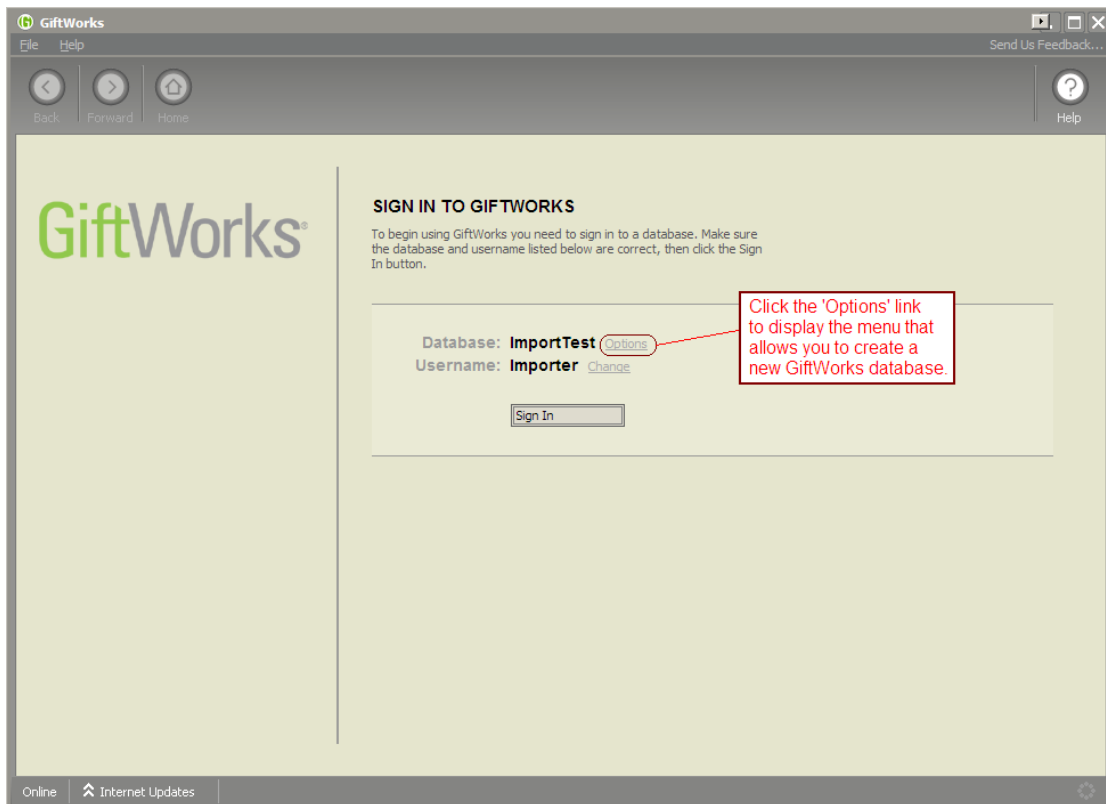 GiftWorks
File Help
Send Us Feedback...
Back Forward Home
Help
GiftWorks®
SIGN IN TO GIFTWORKS
To begin using GiftWorks you need to sign in to a database. Make sure
the database and username listed below are correct, then click the Sign
In button.
Click the 'Options' link
to display the menu that
allows you to create a
new GiftWorks database.
Database: ImportTest Options
Username: Importer Change
Sign In
Online Internet Updates